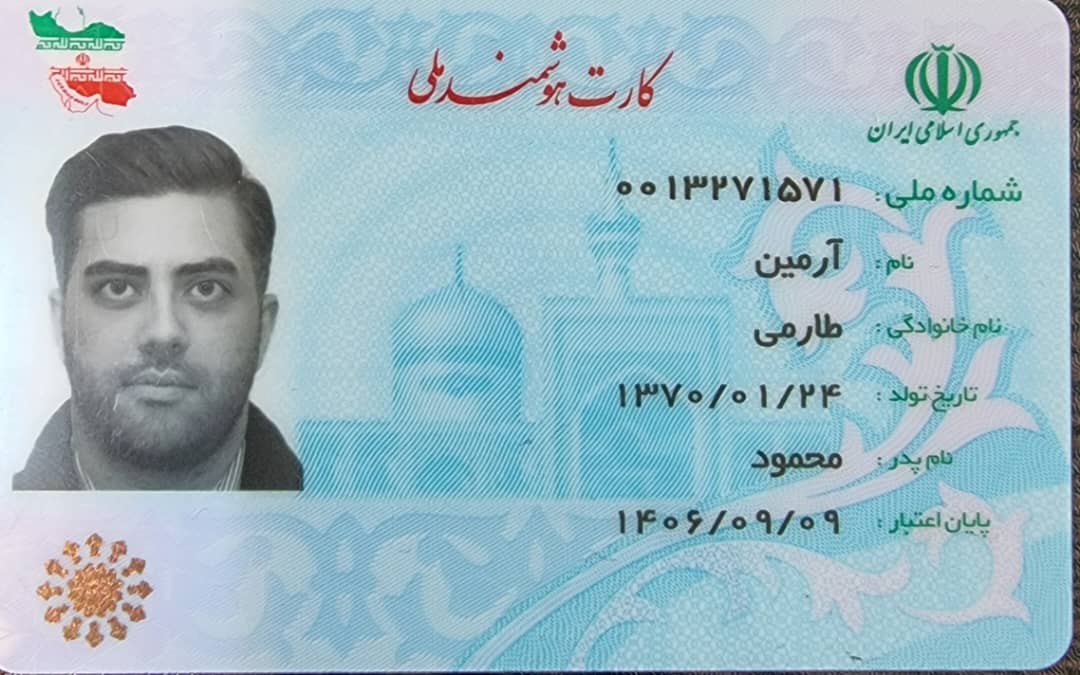 کارت هوشمند ملی
جمهوری اسلامی ایران
شماره ملی: ۰۰۱۳۲۷۱۵۷۱
نام: آرمین
نام خانوادگی: طارمی
تاریخ تولد: ۱۳۷۰/۰۱/۲۴
نام پدر: محمود
پایان اعتبار: ۱۴۰۶/۰۹/۰۹